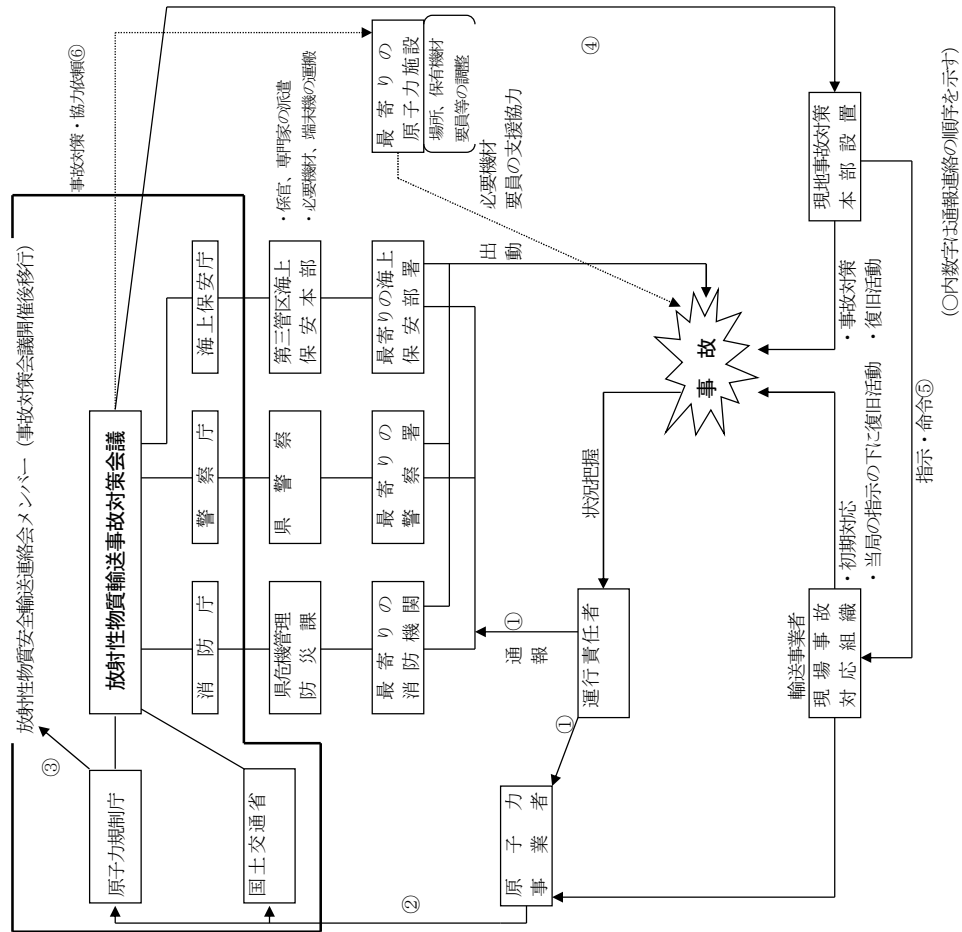 放射性物質安全輸送連絡会メンバー（事故対策会議開催後移行）
事故対策・協力依頼⑥
③
原子力規制庁
放射性物質輸送事故対策会議
国土交通省
消防庁
警察庁
海上保安庁
・係官、専門家の派遣
・必要機材、端末機の運搬
県危機管理
防災課
県警察
第三管区海上
保安本部
最寄りの
消防機関
最寄りの
警察署
最寄りの海上
保安部署
最寄りの
原子力施設
場所、保有機材
要員等の調整
②
通報
①
出動
必要機材
要員の支援協力
原子力
事業者
①
運行責任者
状況把握
事故
④
・初期対応
・当局の指示の下に復旧活動
・事故対策
・復旧活動
輸送事業者
現場事故
対応組織
現地事故対策
本部設置
指示・命令⑤
（○内数字は通報連絡の順序を示す）